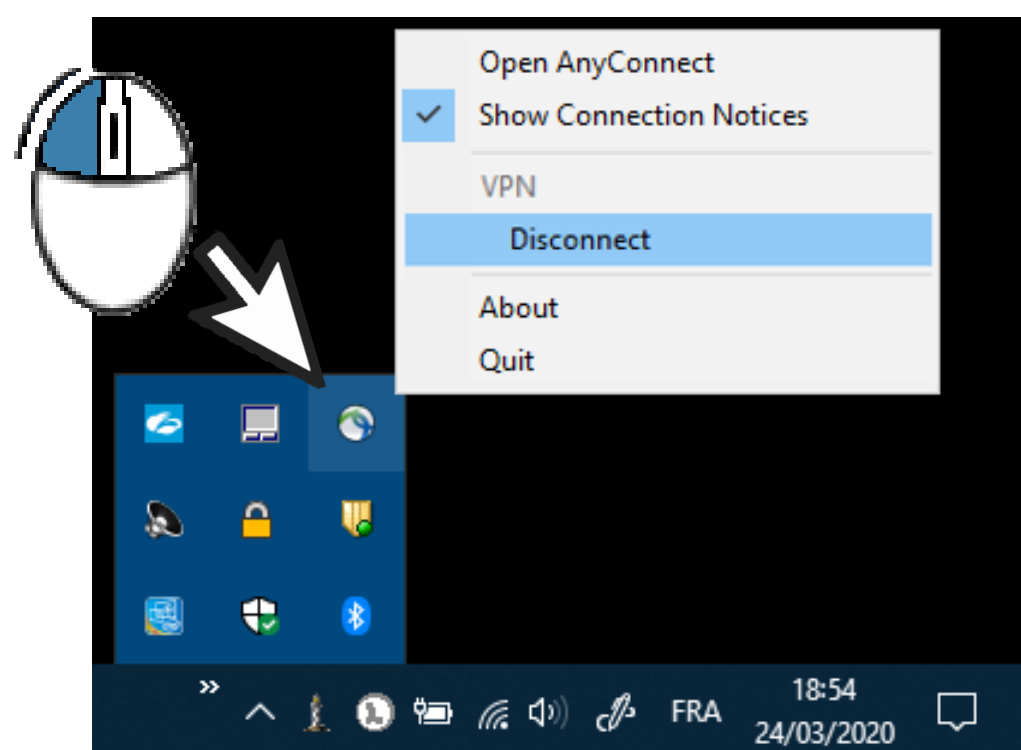 Open AnyConnect
Show Connection Notices
VPN
Disconnect
About
Quit
FRA
18:54
24/03/2020